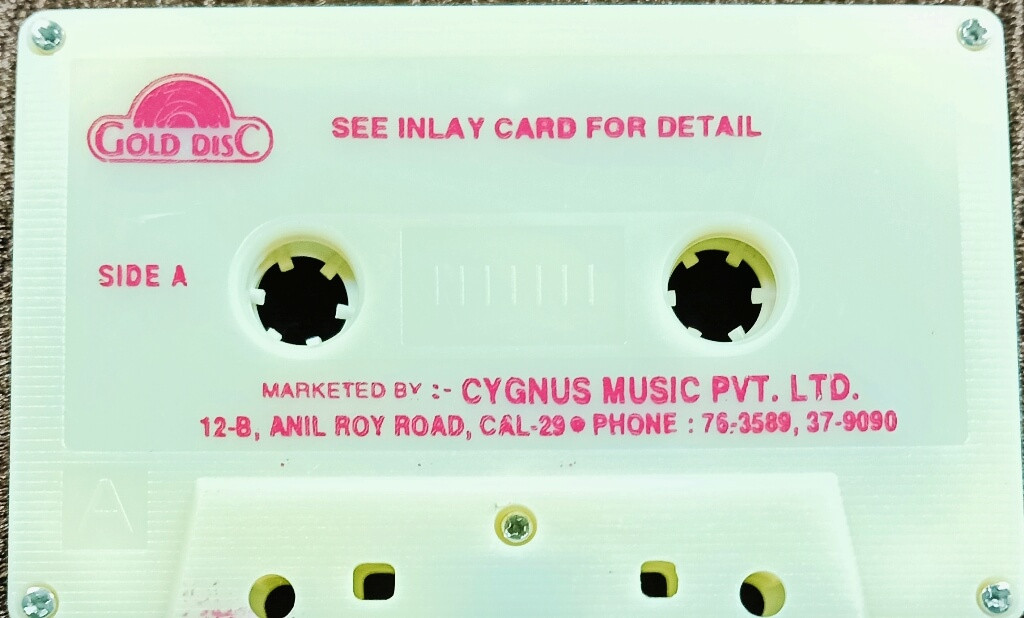 GOLD DISC
SEE INLAY CARD FOR DETAIL
SIDE A
MARKETED BY :- CYGNUS MUSIC PVT. LTD.
12-B, ANIL ROY ROAD, CAL-29 ● PHONE : 76-3589, 37-9090
A